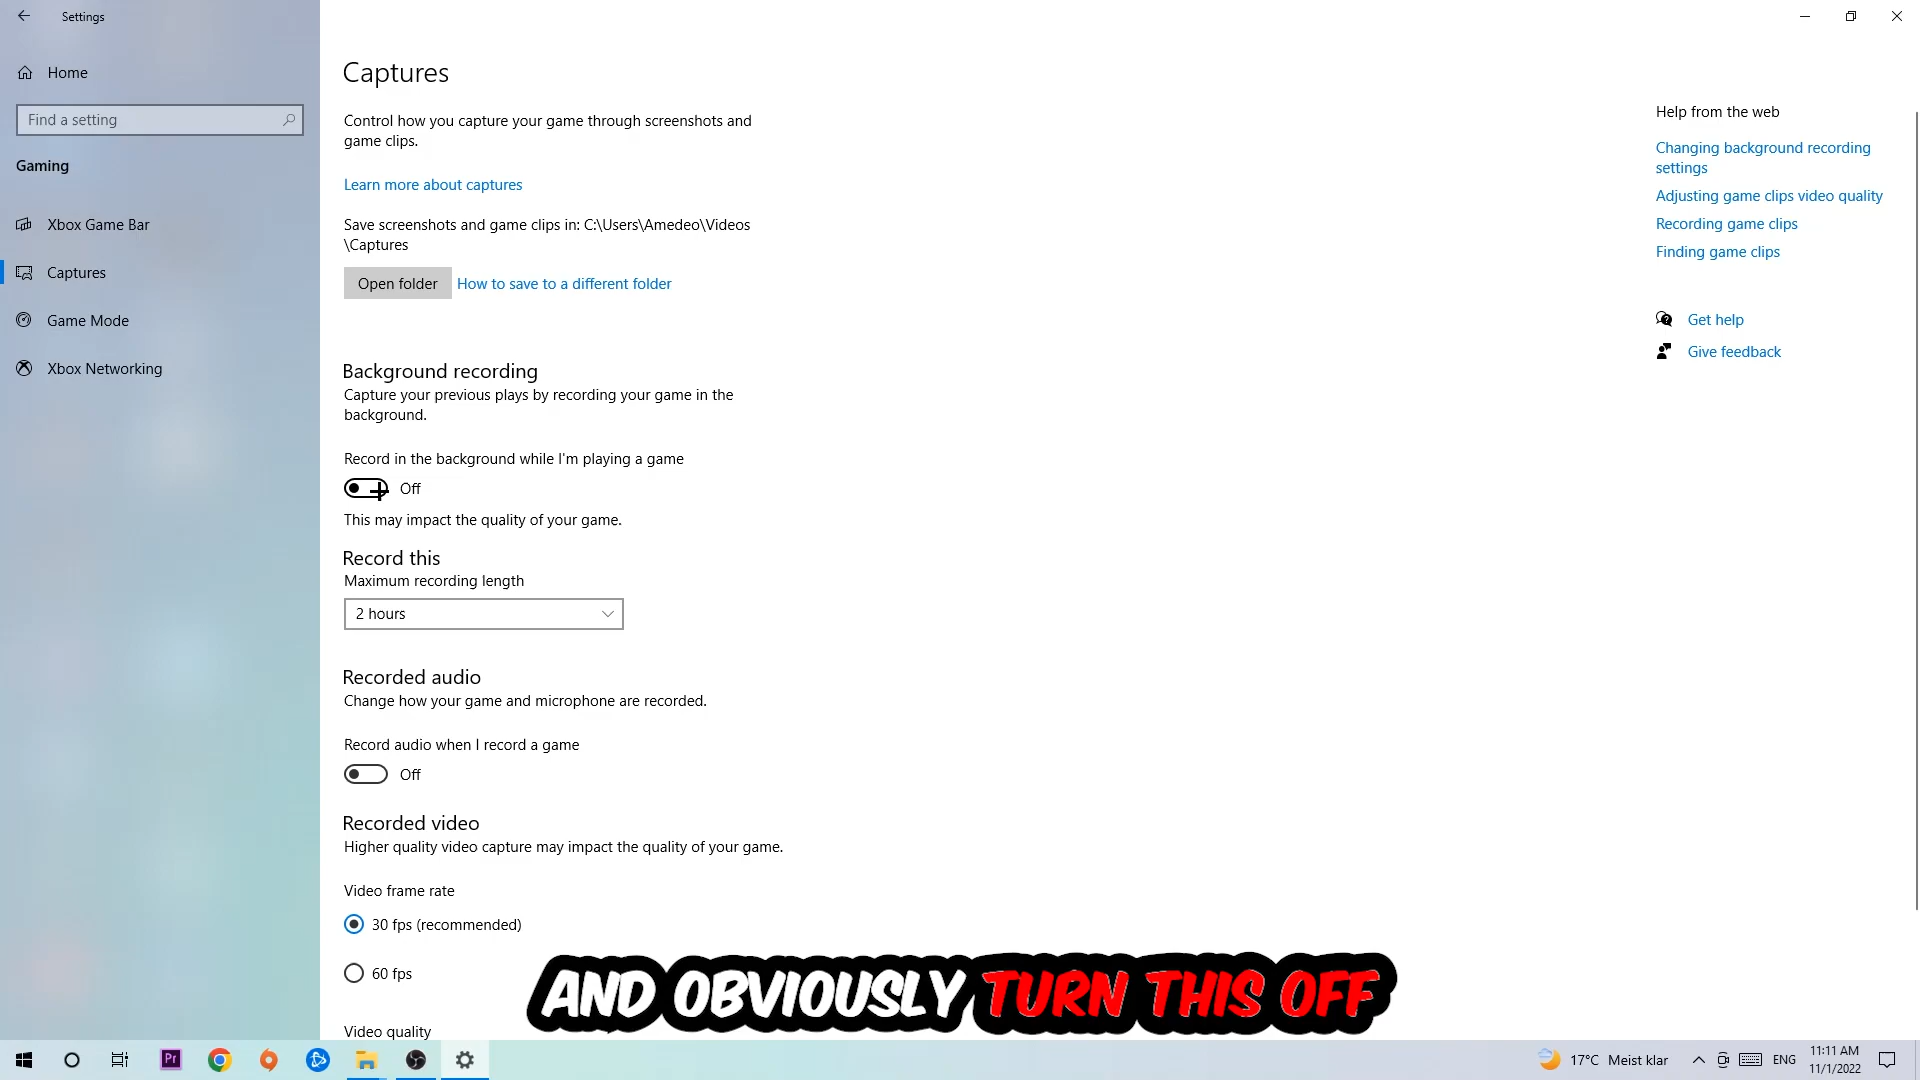 Settings
Home
Find a setting
Gaming
Xbox Game Bar
Captures
Game Mode
Xbox Networking
Captures
Control how you capture your game through screenshots and
game clips.
Learn more about captures
Save screenshots and game clips in: C:\Users\Amedeo\Videos
\Captures
Open folder
How to save to a different folder
Background recording
Capture your previous plays by recording your game in the
background.
Record in the background while I'm playing a game
Off
This may impact the quality of your game.
Record this
Maximum recording length
2 hours
Recorded audio
Change how your game and microphone are recorded.
Record audio when I record a game
Off
Recorded video
Higher quality video capture may impact the quality of your game.
Video frame rate
30 fps (recommended)
60 fps
Video quality
Help from the web
Changing background recording
settings
Adjusting game clips video quality
Recording game clips
Finding game clips
Get help
Give feedback
AND OBVIOUSLY TURN THIS OFF
Pr
17°C Meist klar
ENG
11:11 AM
11/1/2022